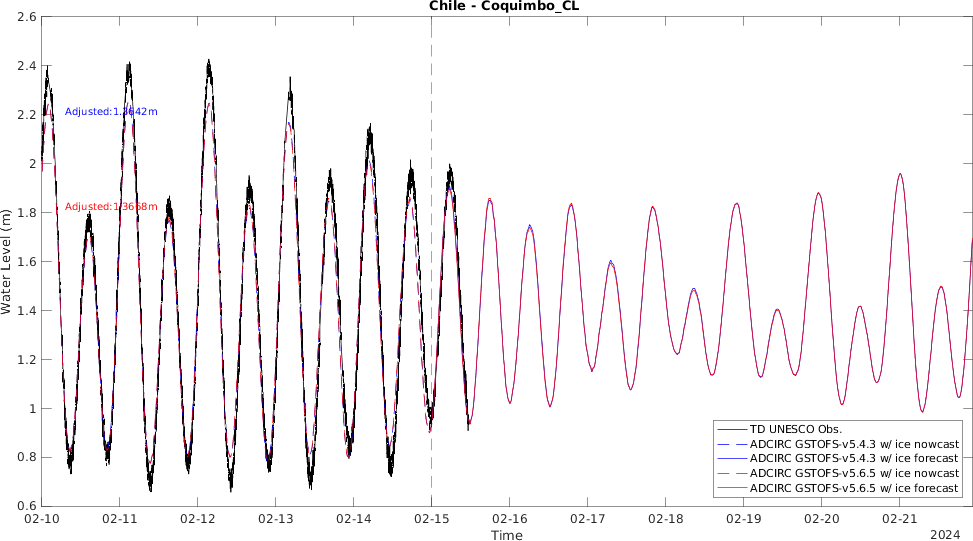 Chile - Coquimbo_CL
2.6
2.4
2.2
2
1.8
1.6
1.4
1.2
1
0.8
0.6
Water Level (m)
Adjusted:1.3642m
Adjusted:1.3668m
TD UNESCO Obs.
ADCIRC GSTOFS-v5.4.3 w/ ice nowcast
ADCIRC GSTOFS-v5.4.3 w/ ice forecast
ADCIRC GSTOFS-v5.6.5 w/ ice nowcast
ADCIRC GSTOFS-v5.6.5 w/ ice forecast
02-10 02-11 02-12 02-13 02-14 02-15 02-16 02-17 02-18 02-19 02-20 02-21
Time
2024